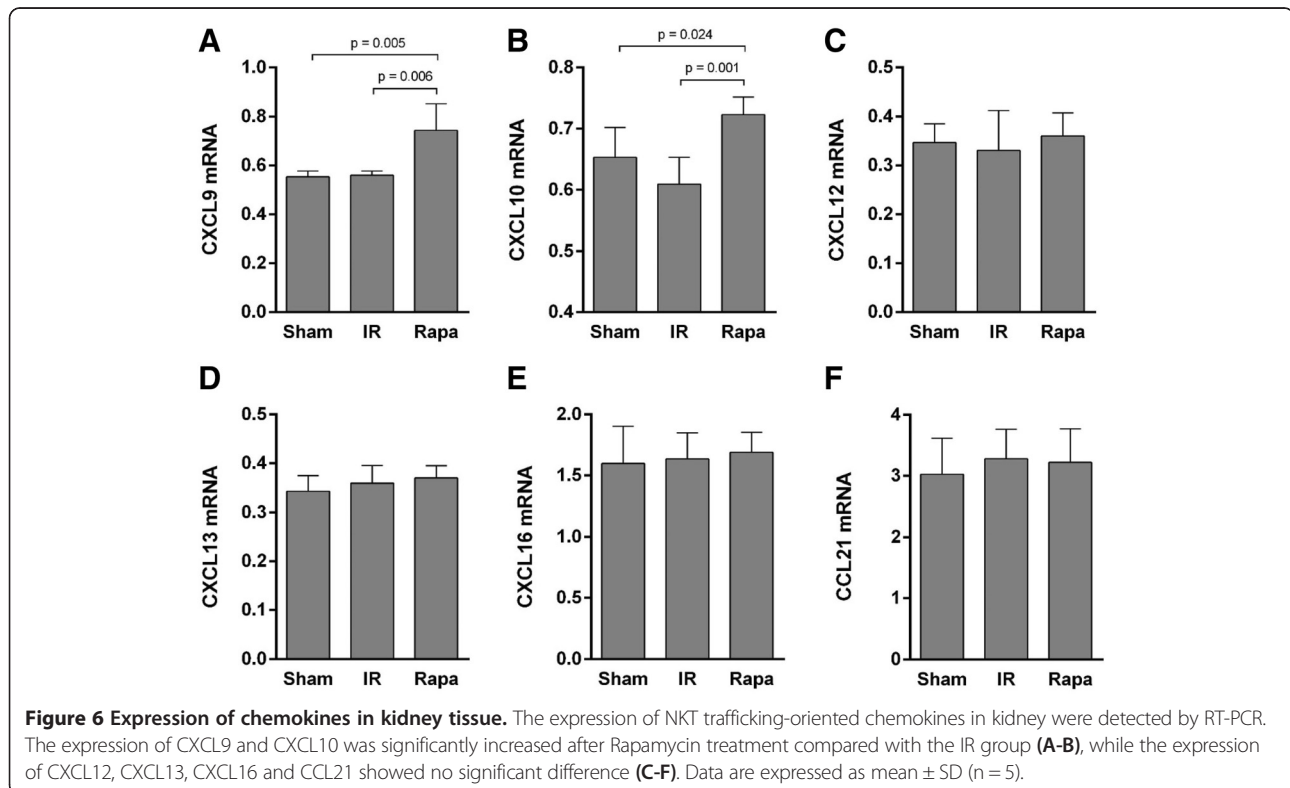 A
p = 0.005
p = 0.006
CXCL9 mRNA
1.0
0.8
0.6
0.4
0.2
0.0
Sham IR Rapa
B
p = 0.024
p = 0.001
CXCL10 mRNA
0.8
0.7
0.6
0.5
0.4
Sham IR Rapa
C
CXCL12 mRNA
0.5
0.4
0.3
0.2
0.1
0.0
Sham IR Rapa
D
CXCL13 mRNA
0.5
0.4
0.3
0.2
0.1
0.0
Sham IR Rapa
E
CXCL16 mRNA
2.0
1.5
1.0
0.5
0.0
Sham IR Rapa
F
CCL21 mRNA
4
3
2
1
0
Sham IR Rapa
Figure 6 Expression of chemokines in kidney tissue. The expression of NKT trafficking-oriented chemokines in kidney were detected by RT-PCR.
The expression of CXCL9 and CXCL10 was significantly increased after Rapamycin treatment compared with the IR group (A-B), while the expression
of CXCL12, CXCL13, CXCL16 and CCL21 showed no significant difference (C-F). Data are expressed as mean ± SD (n = 5).